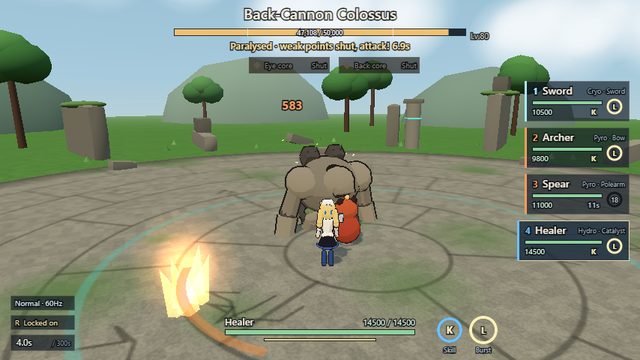 Back-Cannon Colossus
47,108 / 50,000
Lv.80
Paralysed · weak points shut, attack! 6.9s
Eye core Shut
Back core Shut
583
1 Sword Cryo · Sword
10500 K L
2 Archer Pyro · Bow
9800 K L
3 Spear Pyro · Polearm
11000 11s 18
4 Healer Hydro · Catalyst
14500 K L
Normal · 60Hz
R Locked on
4.0s / 300s
Healer 14500 / 14500
K L
Skill Burst